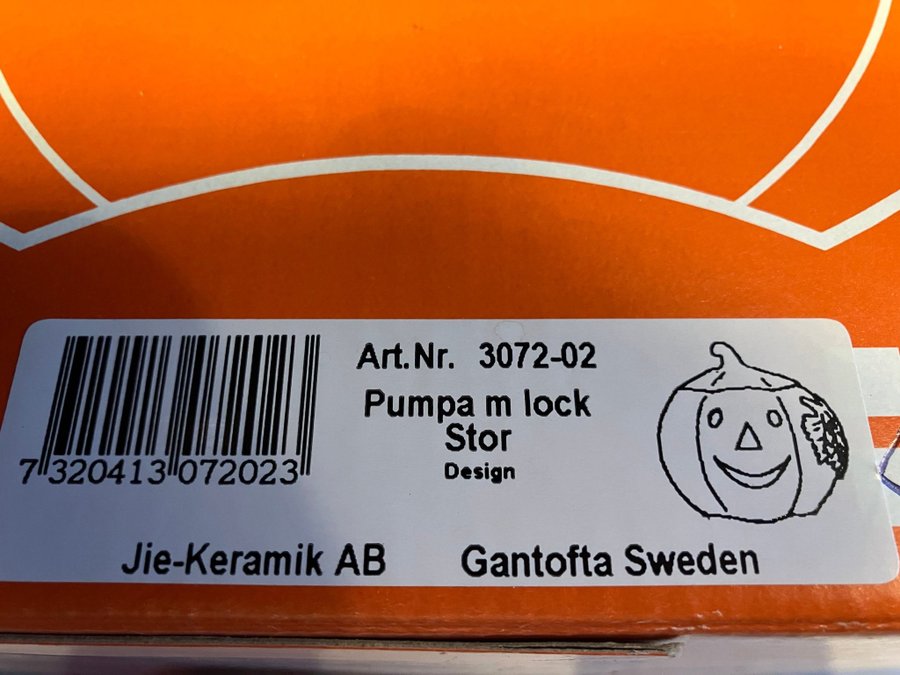 Art.Nr. 3072-02
Pumpa m lock
Stor
Design
7 320413 072023
Jie-Keramik AB Gantofta Sweden